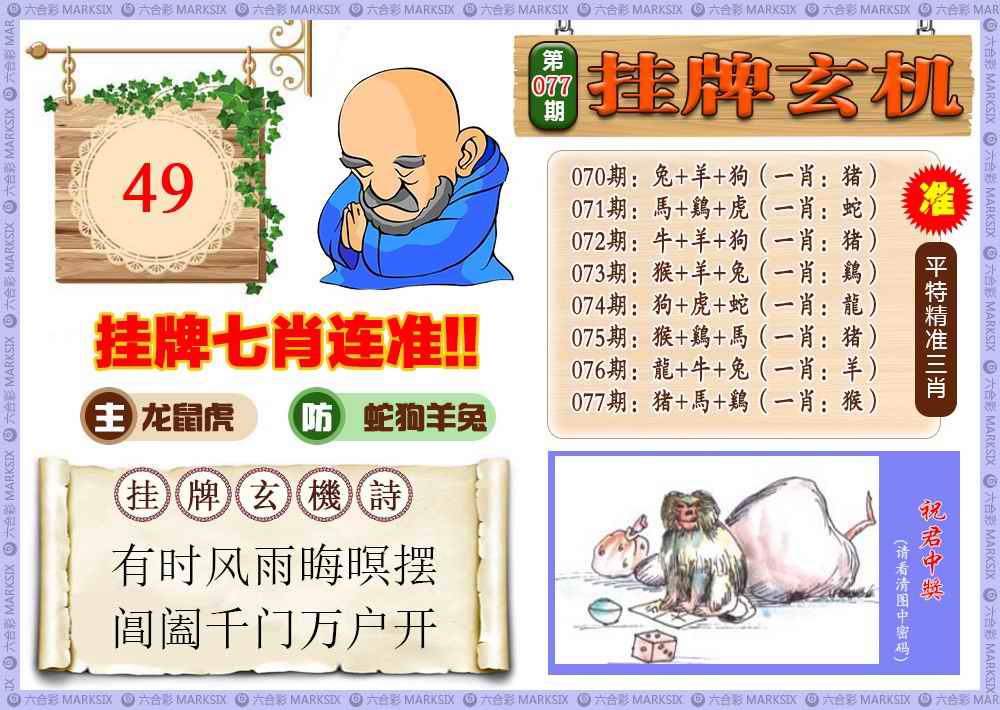 六合彩 MARKSIX
49
第
077
期
挂牌玄机
070期：兔+羊+狗（一肖：猪）
071期：馬+鷄+虎（一肖：蛇）
072期：牛+羊+狗（一肖：猪）
073期：猴+羊+兔（一肖：鷄）
074期：狗+虎+蛇（一肖：龍）
075期：猴+鷄+馬（一肖：猪）
076期：龍+牛+兔（一肖：羊）
077期：猪+馬+鷄（一肖：猴）
准
平特精准三肖
挂牌七肖连准!!
主 龙鼠虎
防 蛇狗羊兔
挂牌玄機詩
有时风雨晦暝摆
阊阖千门万户开
祝君中獎
(请看清图中密码)